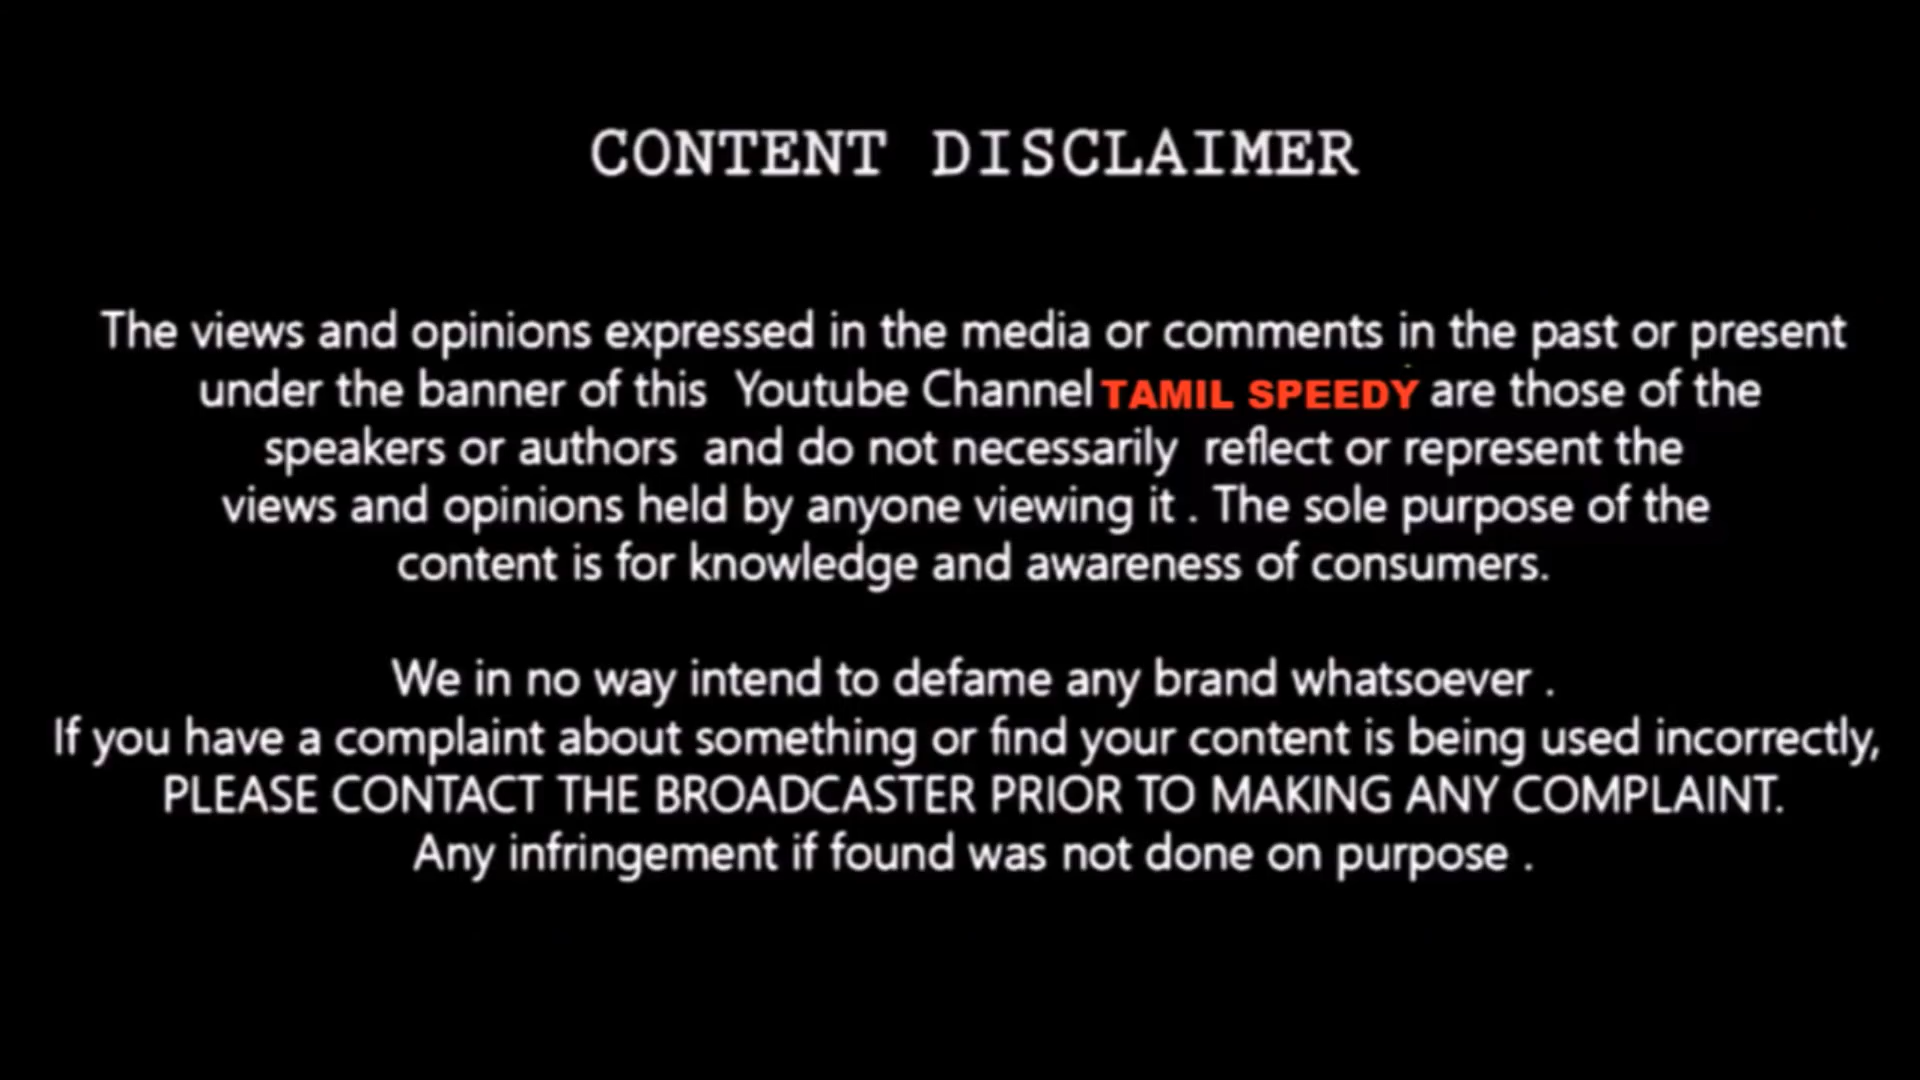 CONTENT DISCLAIMER
The views and opinions expressed in the media or comments in the past or present
under the banner of this Youtube Channel TAMIL SPEEDY are those of the
speakers or authors and do not necessarily reflect or represent the
views and opinions held by anyone viewing it . The sole purpose of the
content is for knowledge and awareness of consumers.
We in no way intend to defame any brand whatsoever .
If you have a complaint about something or find your content is being used incorrectly,
PLEASE CONTACT THE BROADCASTER PRIOR TO MAKING ANY COMPLAINT.
Any infringement if found was not done on purpose .